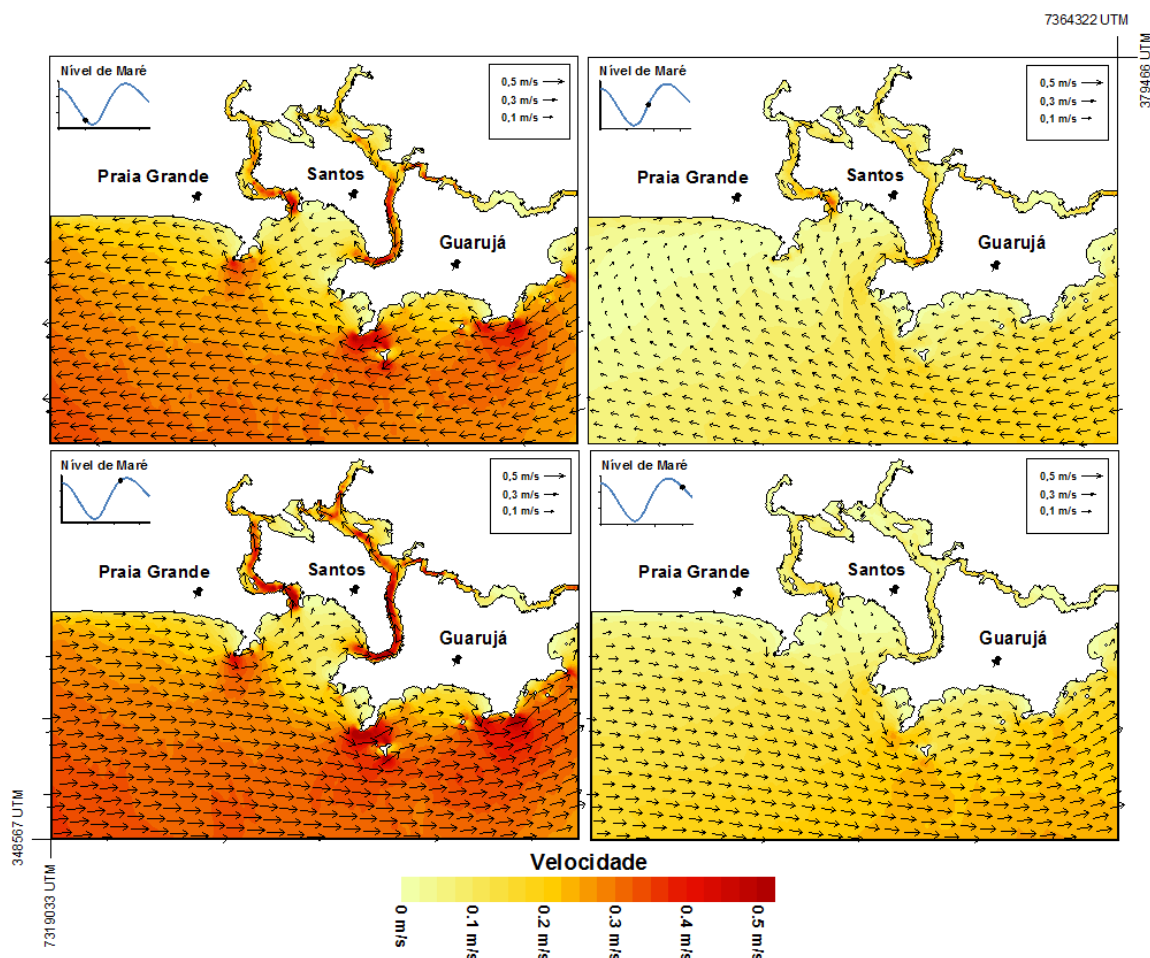 7364322 UTM
379466 UTM
Nível de Maré
0,5 m/s
0,3 m/s
0,1 m/s
Praia Grande
Santos
Guarujá
Nível de Maré
0,5 m/s
0,3 m/s
0,1 m/s
Praia Grande
Santos
Guarujá
Nível de Maré
0,5 m/s
0,3 m/s
0,1 m/s
Praia Grande
Santos
Guarujá
Nível de Maré
0,5 m/s
0,3 m/s
0,1 m/s
Praia Grande
Santos
Guarujá
348567 UTM
7319033 UTM
Velocidade
0 m/s
0.1 m/s
0.2 m/s
0.3 m/s
0.4 m/s
0.5 m/s